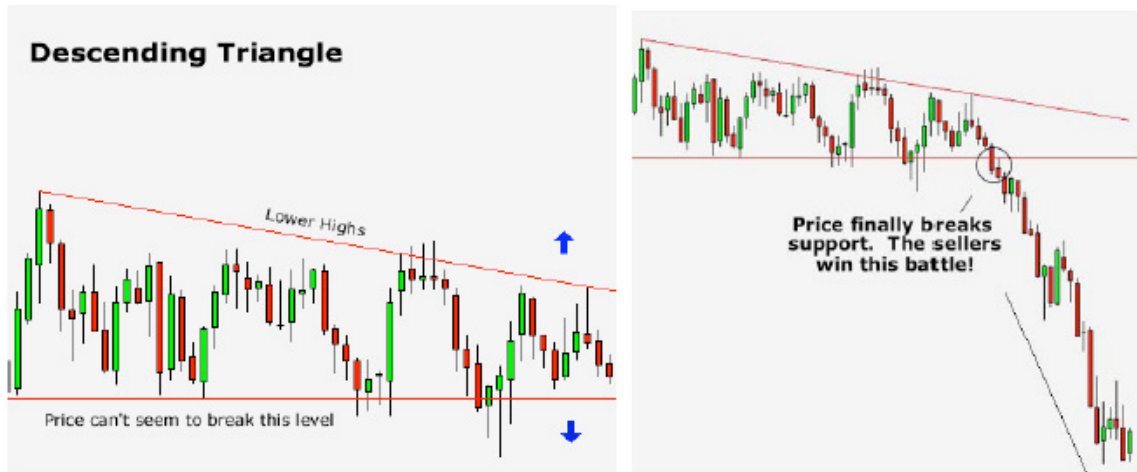 Descending Triangle
Lower Highs
Price can't seem to break this level
Price finally breaks
support. The sellers
win this battle!